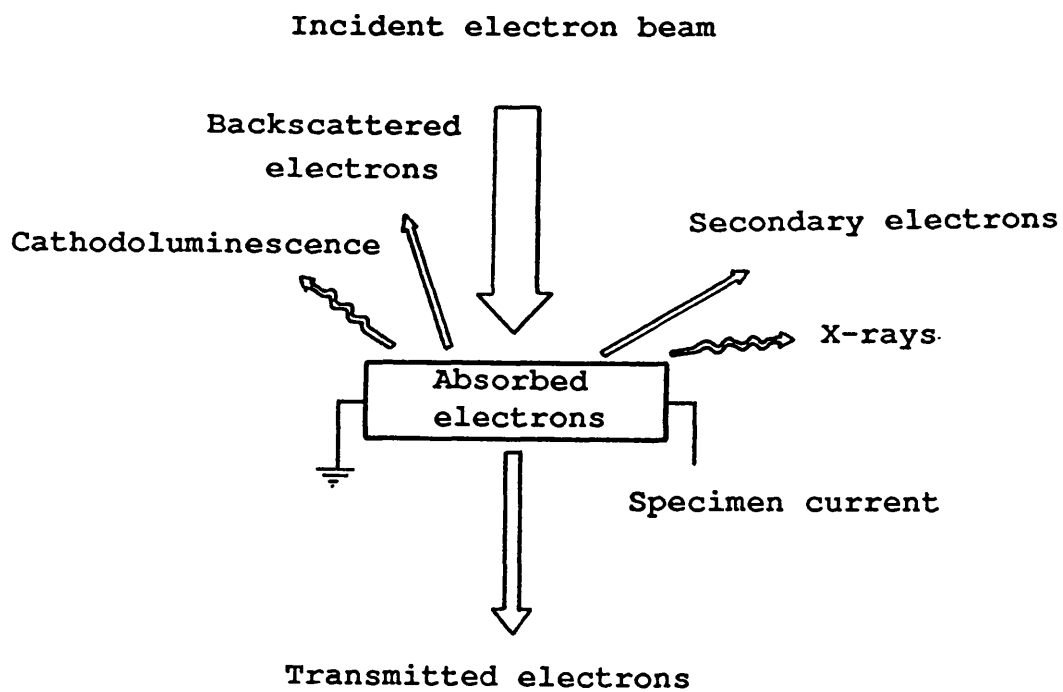 Incident electron beam
Backscattered
electrons
Cathodoluminescence
Secondary electrons
X-rays
Absorbed
electrons
Specimen current
Transmitted electrons